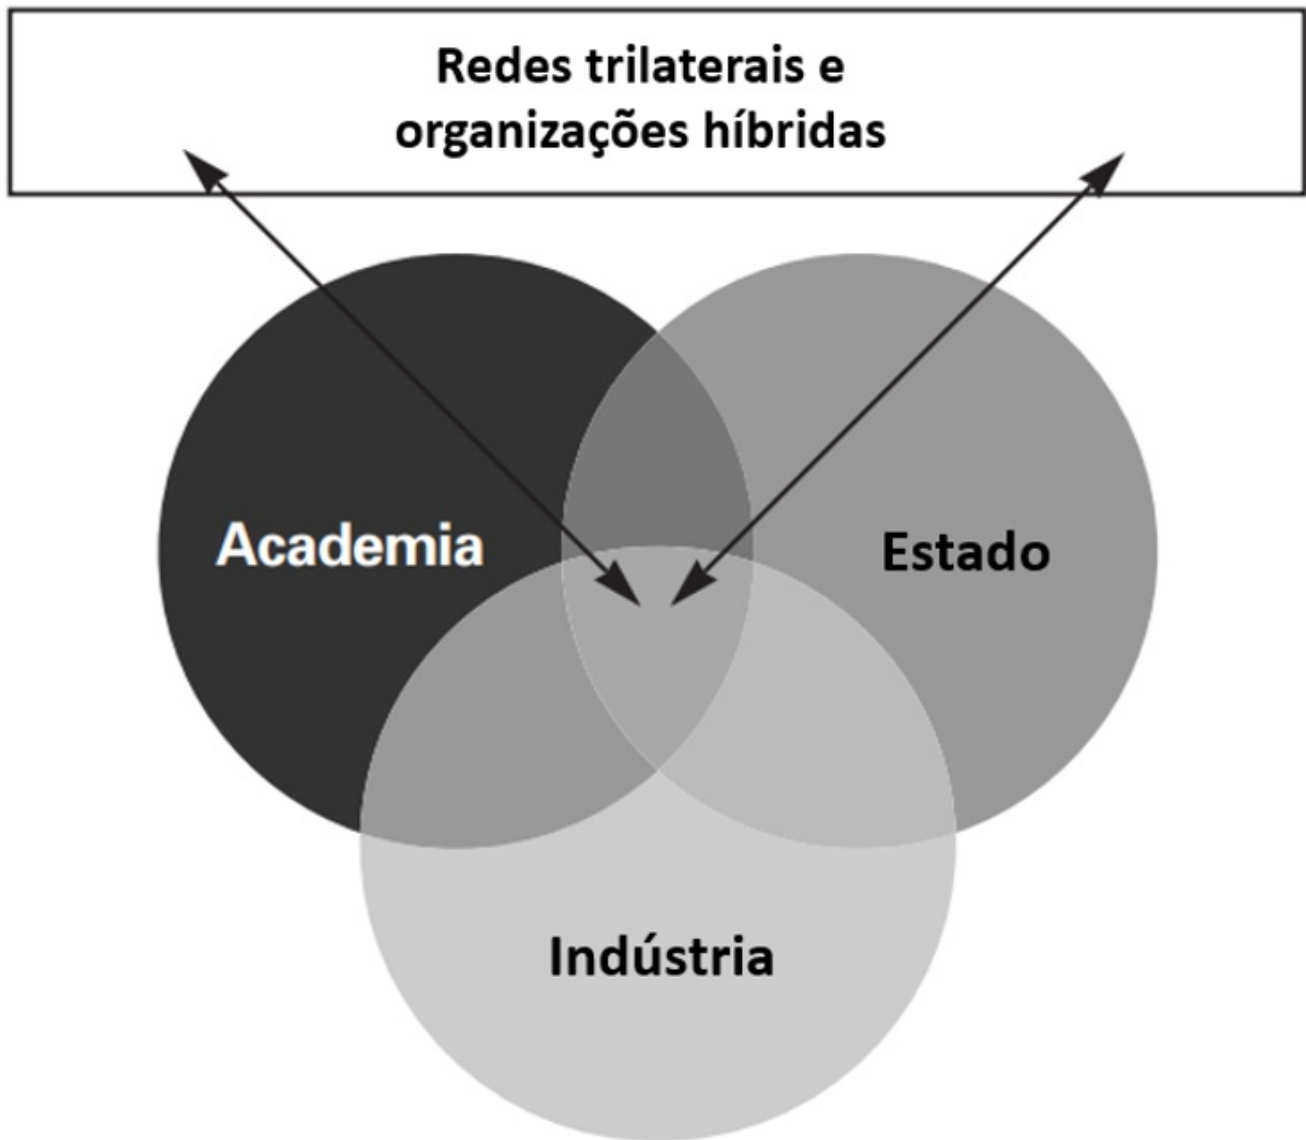 Redes trilaterais e
organizações híbridas
Academia
Estado
Indústria